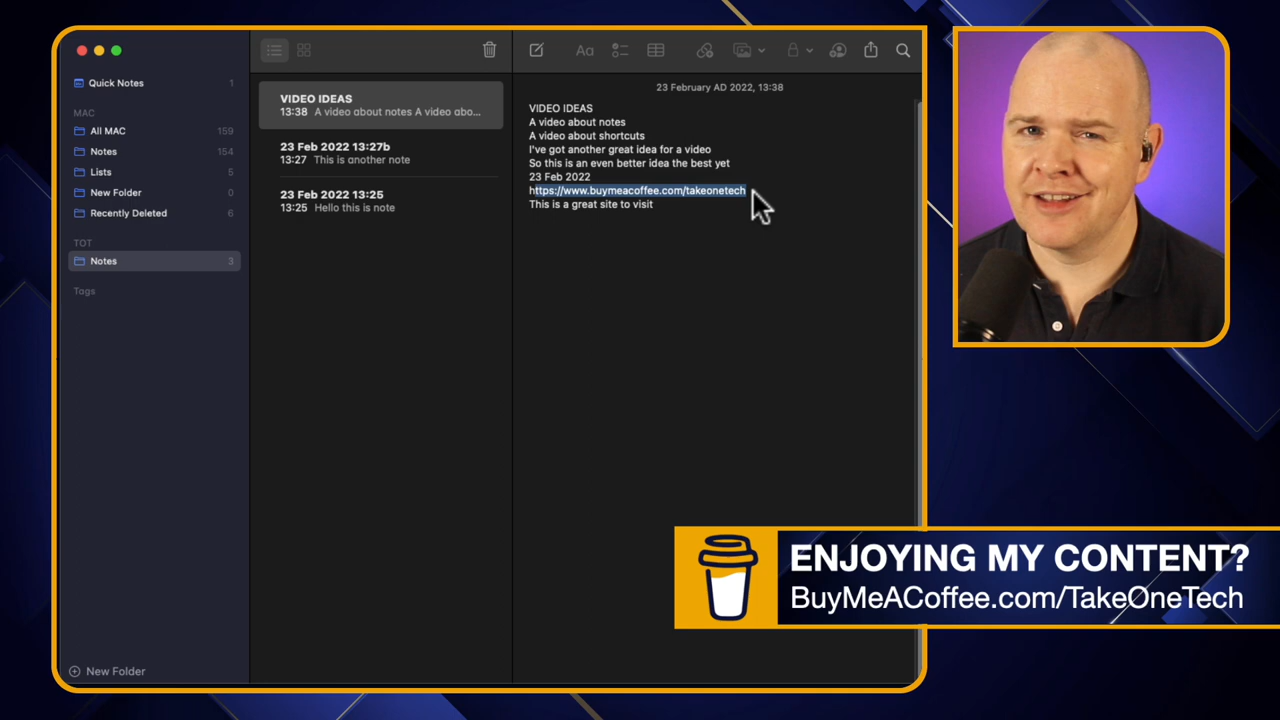 Quick Notes 1
MAC
All MAC 159
Notes 154
Lists 5
New Folder 0
Recently Deleted 6
TOT
Notes 3
Tags
New Folder
VIDEO IDEAS
13:38 A video about notes A video abo...
23 Feb 2022 13:27b
13:27 This is another note
23 Feb 2022 13:25
13:25 Hello this is note
Aa
23 February AD 2022, 13:38
VIDEO IDEAS
A video about notes
A video about shortcuts
I've got another great idea for a video
So this is an even better idea the best yet
23 Feb 2022
https://www.buymeacoffee.com/takeonetech
This is a great site to visit
ENJOYING MY CONTENT?
BuyMeACoffee.com/TakeOneTech